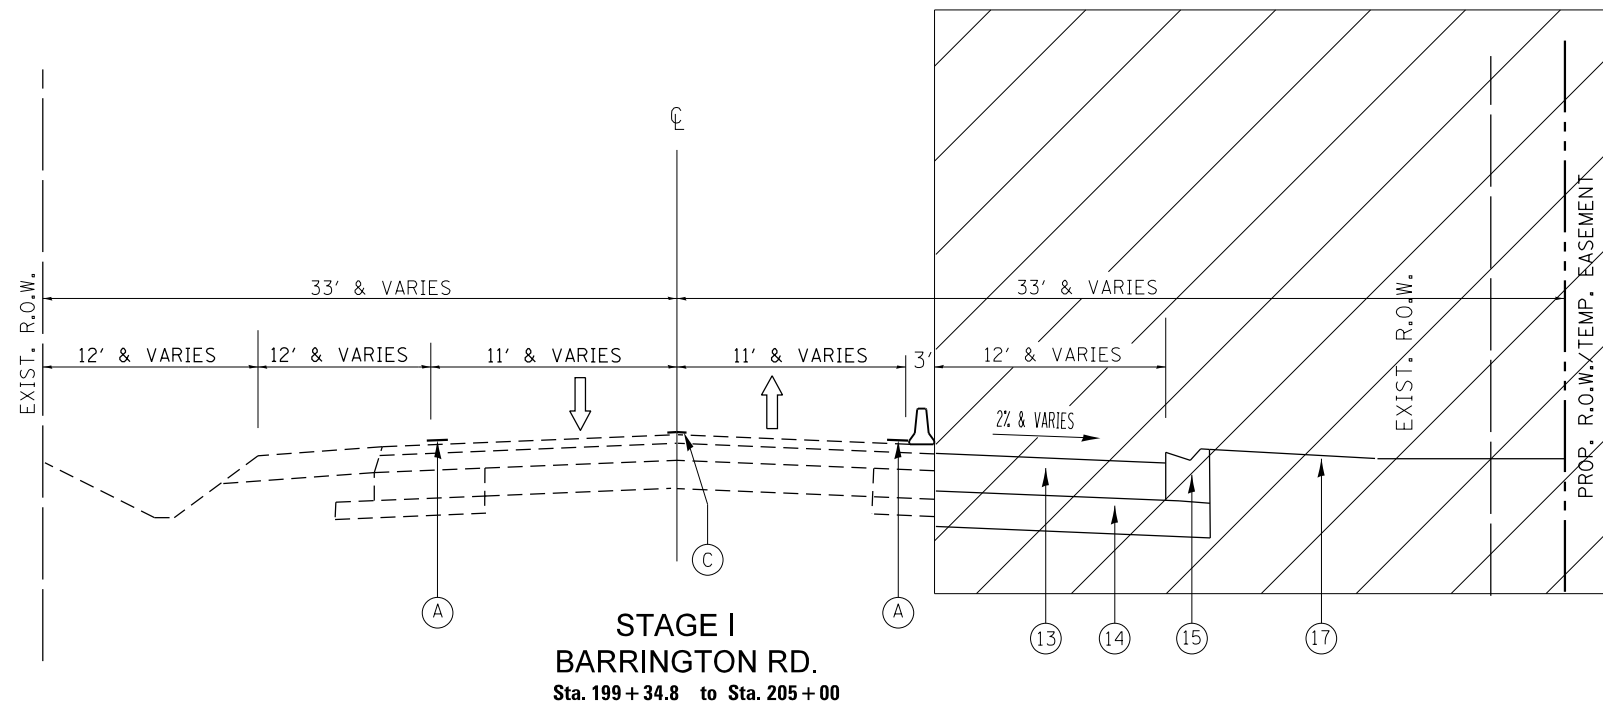 ℄
33' & VARIES
33' & VARIES
12' & VARIES
12' & VARIES
11' & VARIES
11' & VARIES
3'
12' & VARIES
EXIST. R.O.W.
EXIST. R.O.W.
PROP. R.O.W./TEMP. EASEMENT
2% & VARIES
C
A
A
13
14
15
17
STAGE I
BARRINGTON RD.
Sta. 199+34.8 to Sta. 205+00